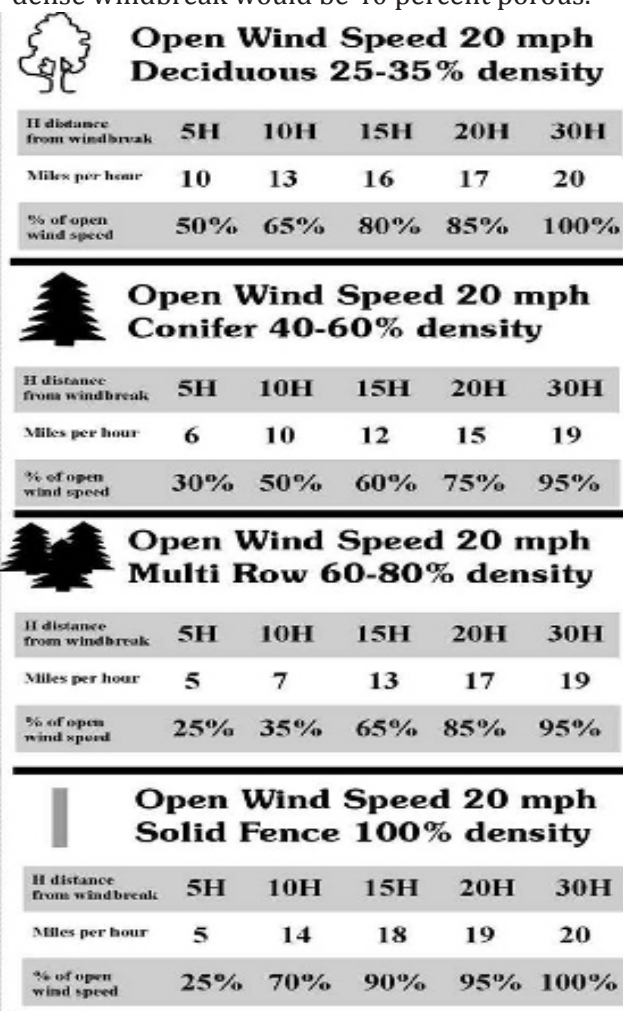 dense windbreak would be 40 percent porous.
Open Wind Speed 20 mph
Deciduous 25-35% density
H distance
from windbreak 5H 10H 15H 20H 30H
Miles per hour 10 13 16 17 20
% of open
wind speed 50% 65% 80% 85% 100%
Open Wind Speed 20 mph
Conifer 40-60% density
H distance
from windbreak 5H 10H 15H 20H 30H
Miles per hour 6 10 12 15 19
% of open
wind speed 30% 50% 60% 75% 95%
Open Wind Speed 20 mph
Multi Row 60-80% density
H distance
from windbreak 5H 10H 15H 20H 30H
Miles per hour 5 7 13 17 19
% of open
wind speed 25% 35% 65% 85% 95%
Open Wind Speed 20 mph
Solid Fence 100% density
H distance
from windbreak 5H 10H 15H 20H 30H
Miles per hour 5 14 18 19 20
% of open
wind speed 25% 70% 90% 95% 100%